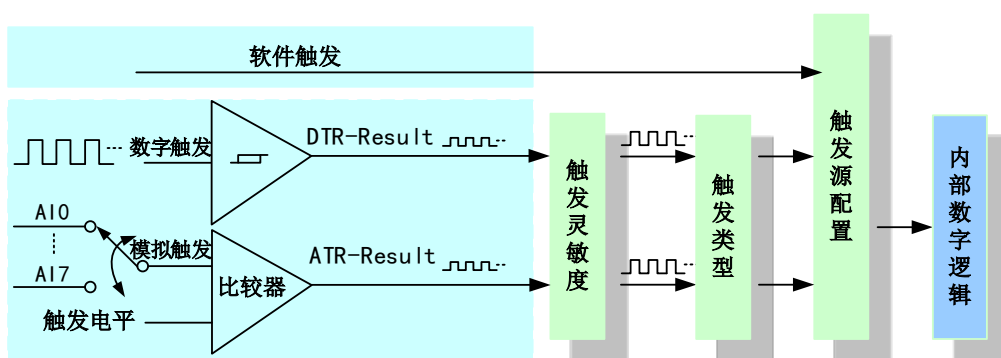 软件触发
数字触发
DTR-Result
AI0
AI7
模拟触发
触发电平
比较器
ATR-Result
触发灵敏度
触发类型
触发源配置
内部数字逻辑